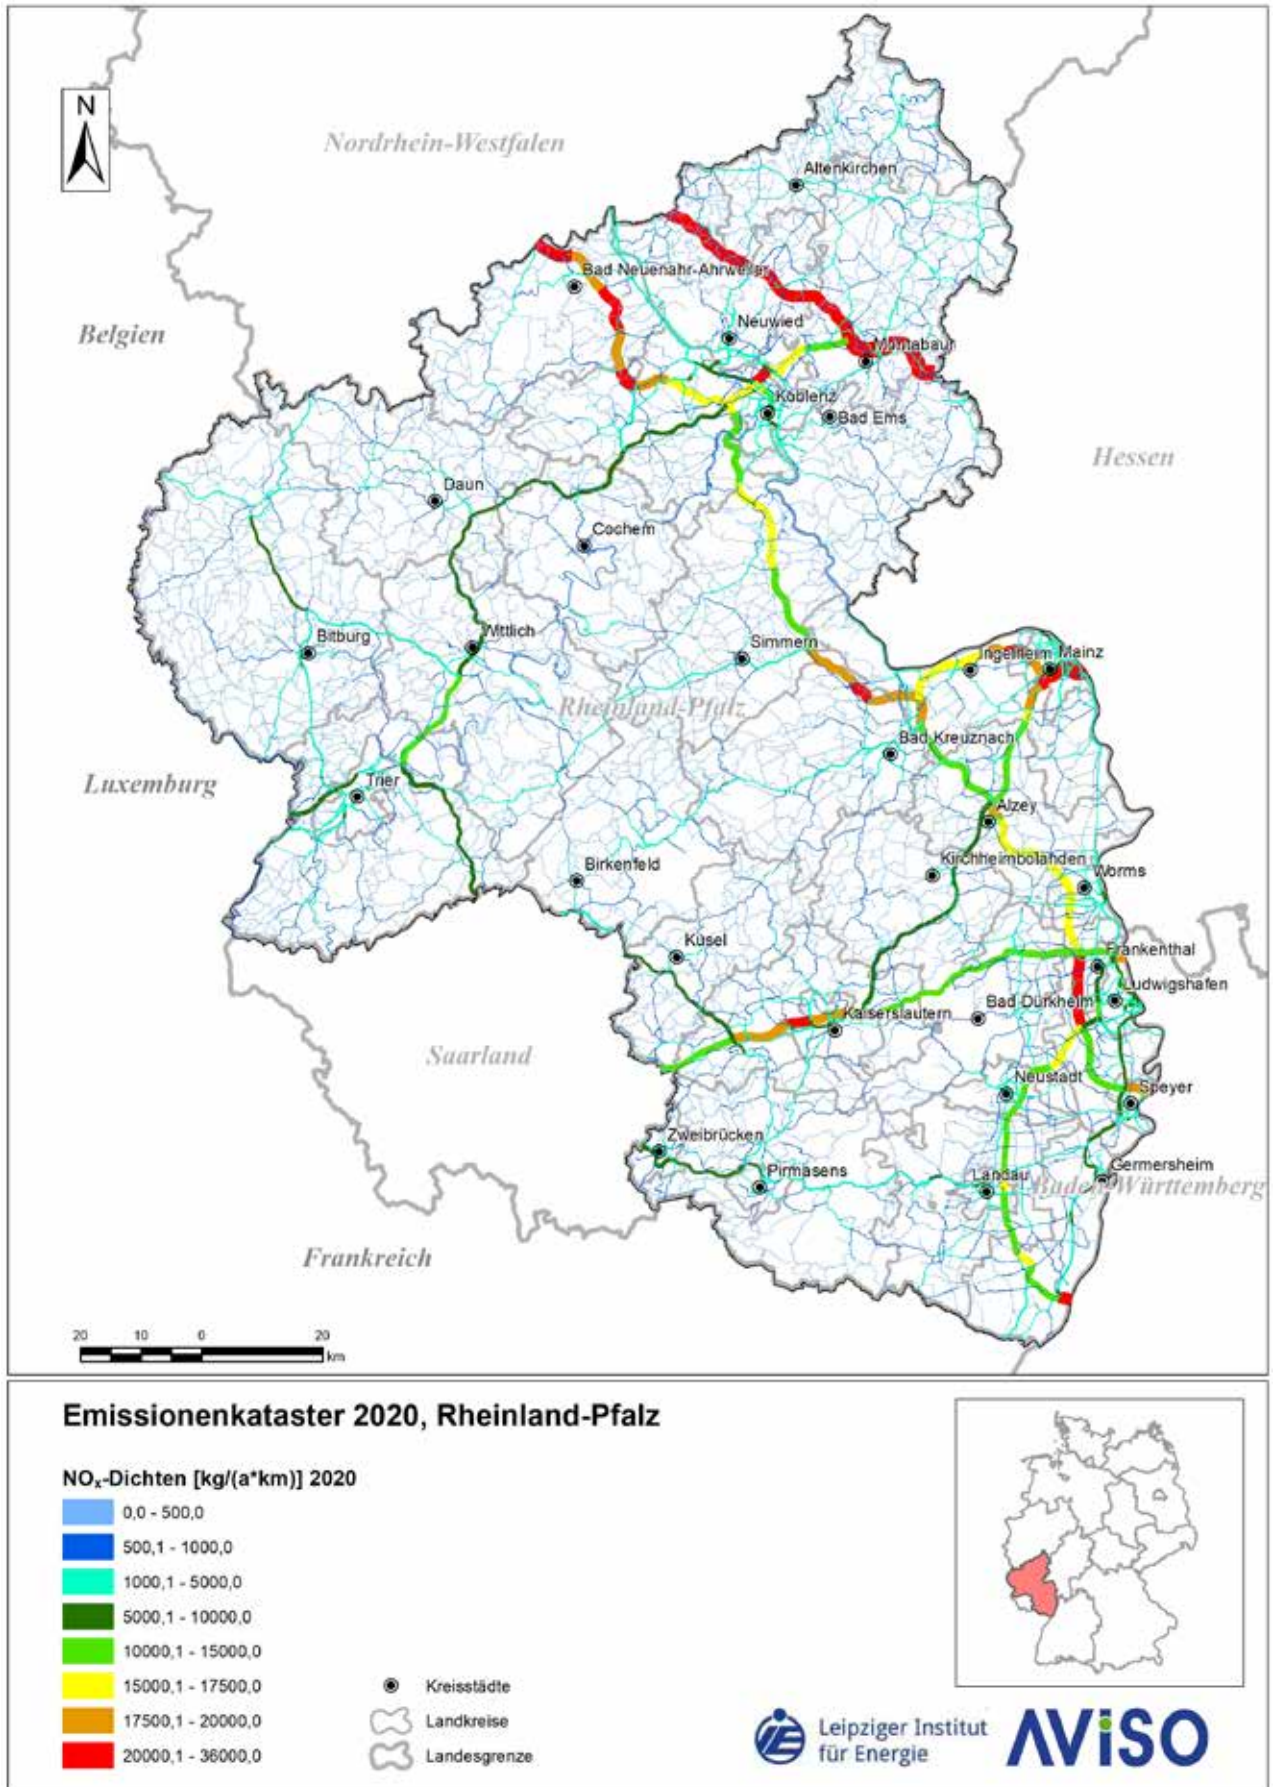 N
Nordrhein-Westfalen
Altenkirchen
Bad Neuenahr-Ahrweiler
Belgien
Neuwied
Montabaur
Koblenz
Bad Ems
Hessen
Daun
Cochem
Bitburg
Wittlich
Simmern
Ingelheim
Mainz
Rheinland-Pfalz
Bad Kreuznach
Luxemburg
Trier
Alzey
Birkenfeld
Kirchheimbolanden
Worms
Kusel
Frankenthal
Ludwigshafen
Bad Dürkheim
Kaiserslautern
Saarland
Neustadt
Speyer
Zweibrücken
Pirmasens
Landau
Germersheim
Baden-Württemberg
Frankreich
20 10 0 20
km
Emissionenkataster 2020, Rheinland-Pfalz
NOₓ-Dichten [kg/(a*km)] 2020
0,0 - 500,0
500,1 - 1000,0
1000,1 - 5000,0
5000,1 - 10000,0
10000,1 - 15000,0
15000,1 - 17500,0
17500,1 - 20000,0
20000,1 - 36000,0
Kreisstädte
Landkreise
Landesgrenze
Leipziger Institut
für Energie
AViSO